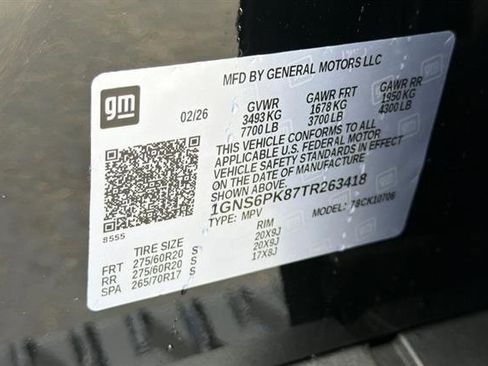 MFD BY GENERAL MOTORS LLC
gm
02/26
GVWR GAWR FRT GAWR RR
3493 KG 1678 KG 1950 KG
7700 LB 3700 LB 4300 LB
THIS VEHICLE CONFORMS TO ALL
APPLICABLE U.S. FEDERAL MOTOR
VEHICLE SAFETY STANDARDS IN EFFECT
ON THE DATE OF MANUFACTURE
SHOWN ABOVE.
1GNS6PK87TR263418
TYPE: MPV MODEL: 78CK10706
8555
TIRE SIZE RIM
FRT 275/60R20 S 20X9J
RR 275/60R20 S 20X9J
SPA 265/70R17 S 17X8J